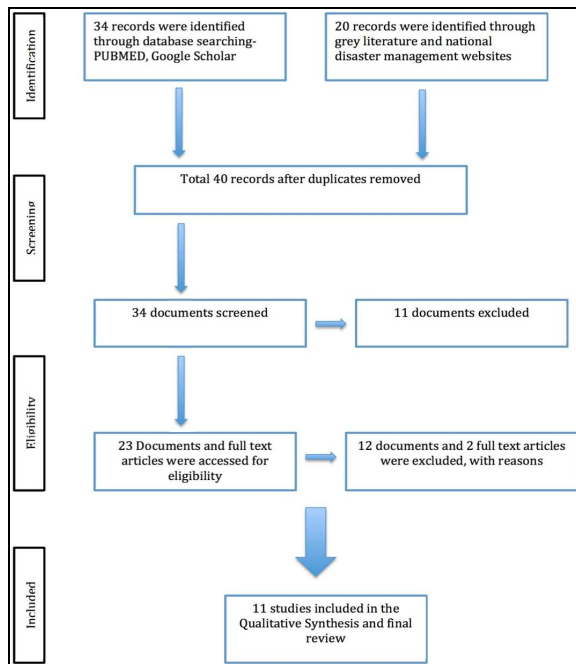 Identification
34 records were identified
through database searching-
PUBMED, Google Scholar
20 records were identified through
grey literature and national
disaster management websites
Screening
Total 40 records after duplicates removed
34 documents screened
11 documents excluded
Eligibility
23 Documents and full text
articles were accessed for
eligibility
12 documents and 2 full text articles
were excluded, with reasons
Included
11 studies included in the
Qualitative Synthesis and final
review